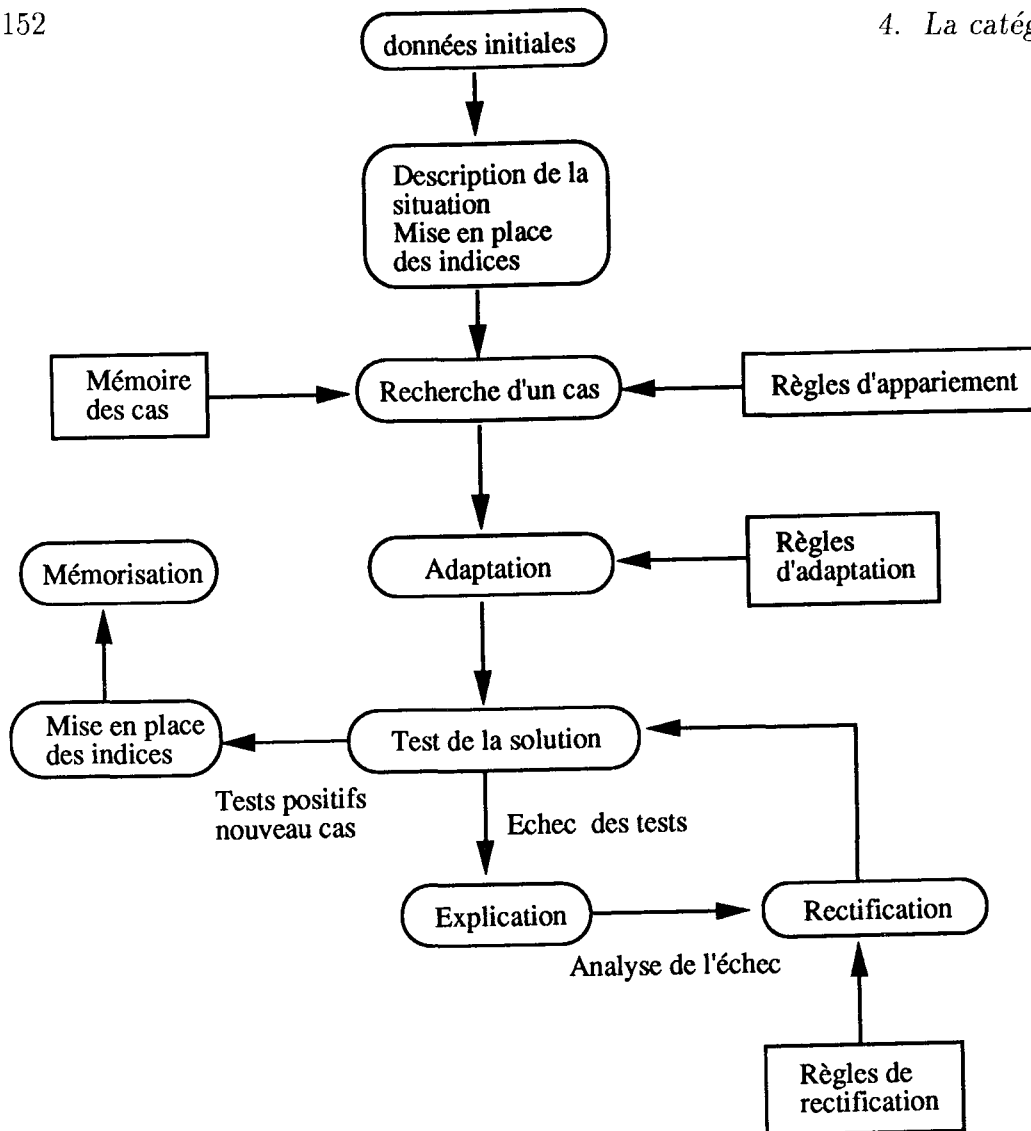 152
4. La catég
données initiales
Description de la
situation
Mise en place
des indices
Mémoire
des cas
Recherche d'un cas
Règles d'appariement
Mémorisation
Adaptation
Règles
d'adaptation
Mise en place
des indices
Test de la solution
Tests positifs
nouveau cas
Echec des tests
Explication
Rectification
Analyse de l'échec
Règles de
rectification